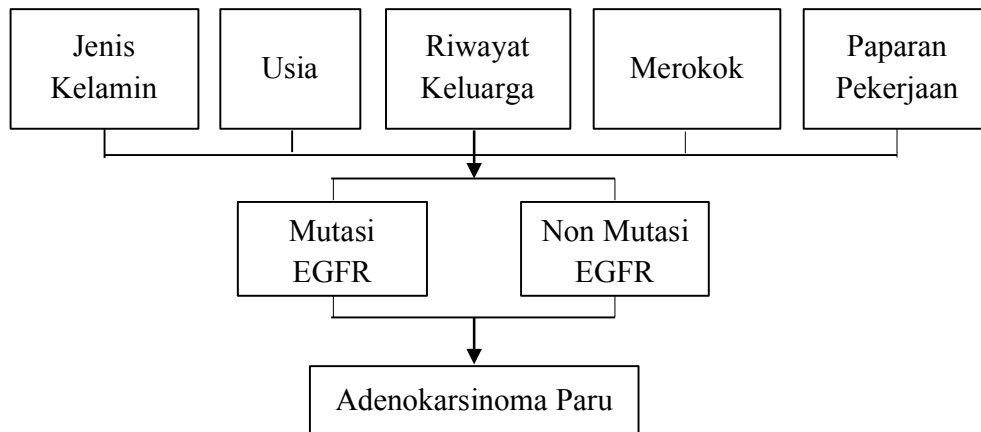 Jenis
Kelamin
Usia
Riwayat
Keluarga
Merokok
Paparan
Pekerjaan
Mutasi
EGFR
Non Mutasi
EGFR
Adenokarsinoma Paru